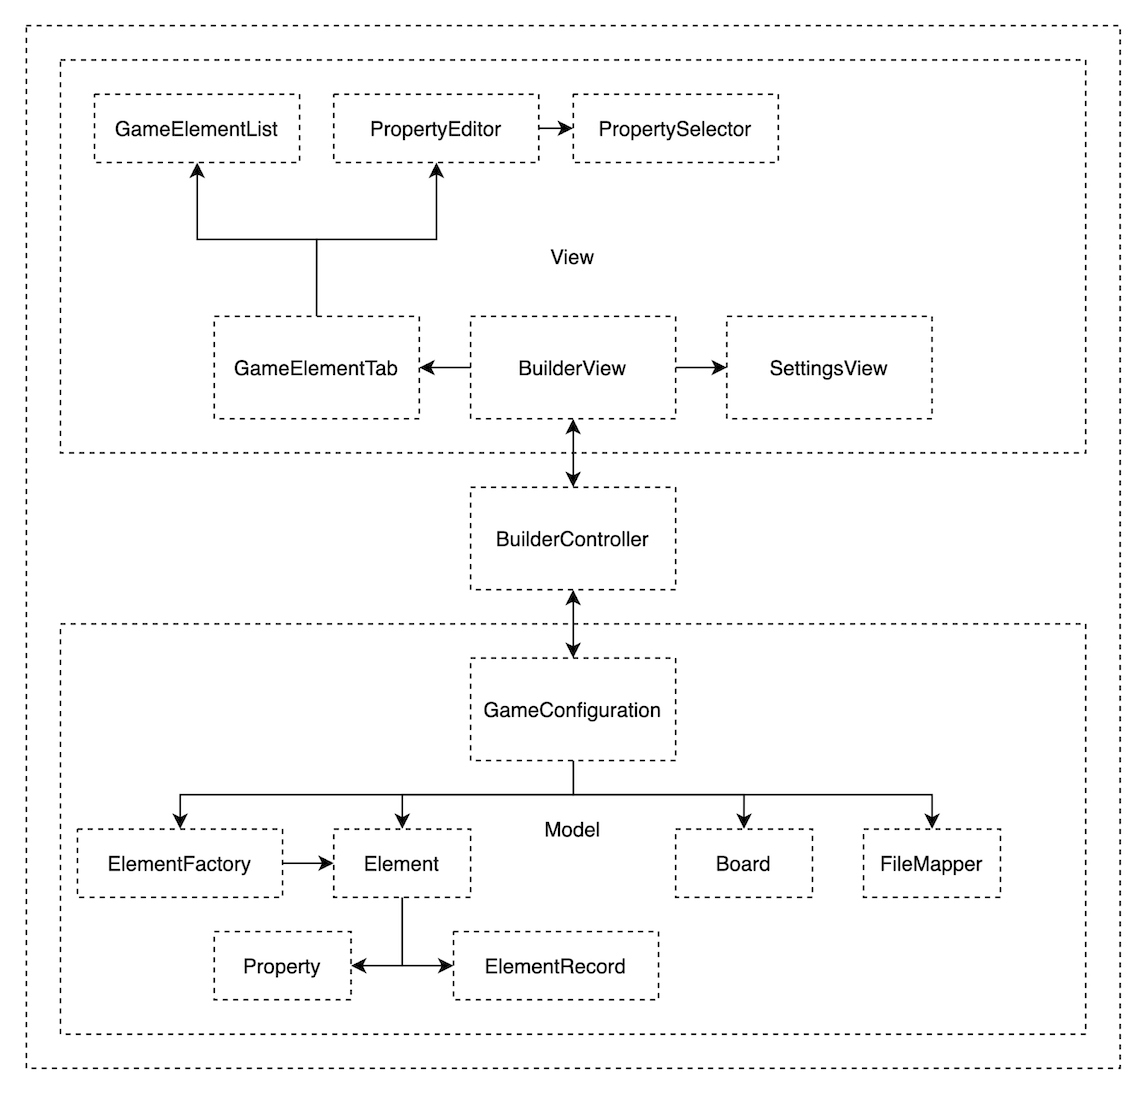 GameElementList
PropertyEditor
PropertySelector
View
GameElementTab
BuilderView
SettingsView
BuilderController
GameConfiguration
Model
ElementFactory
Element
Board
FileMapper
Property
ElementRecord